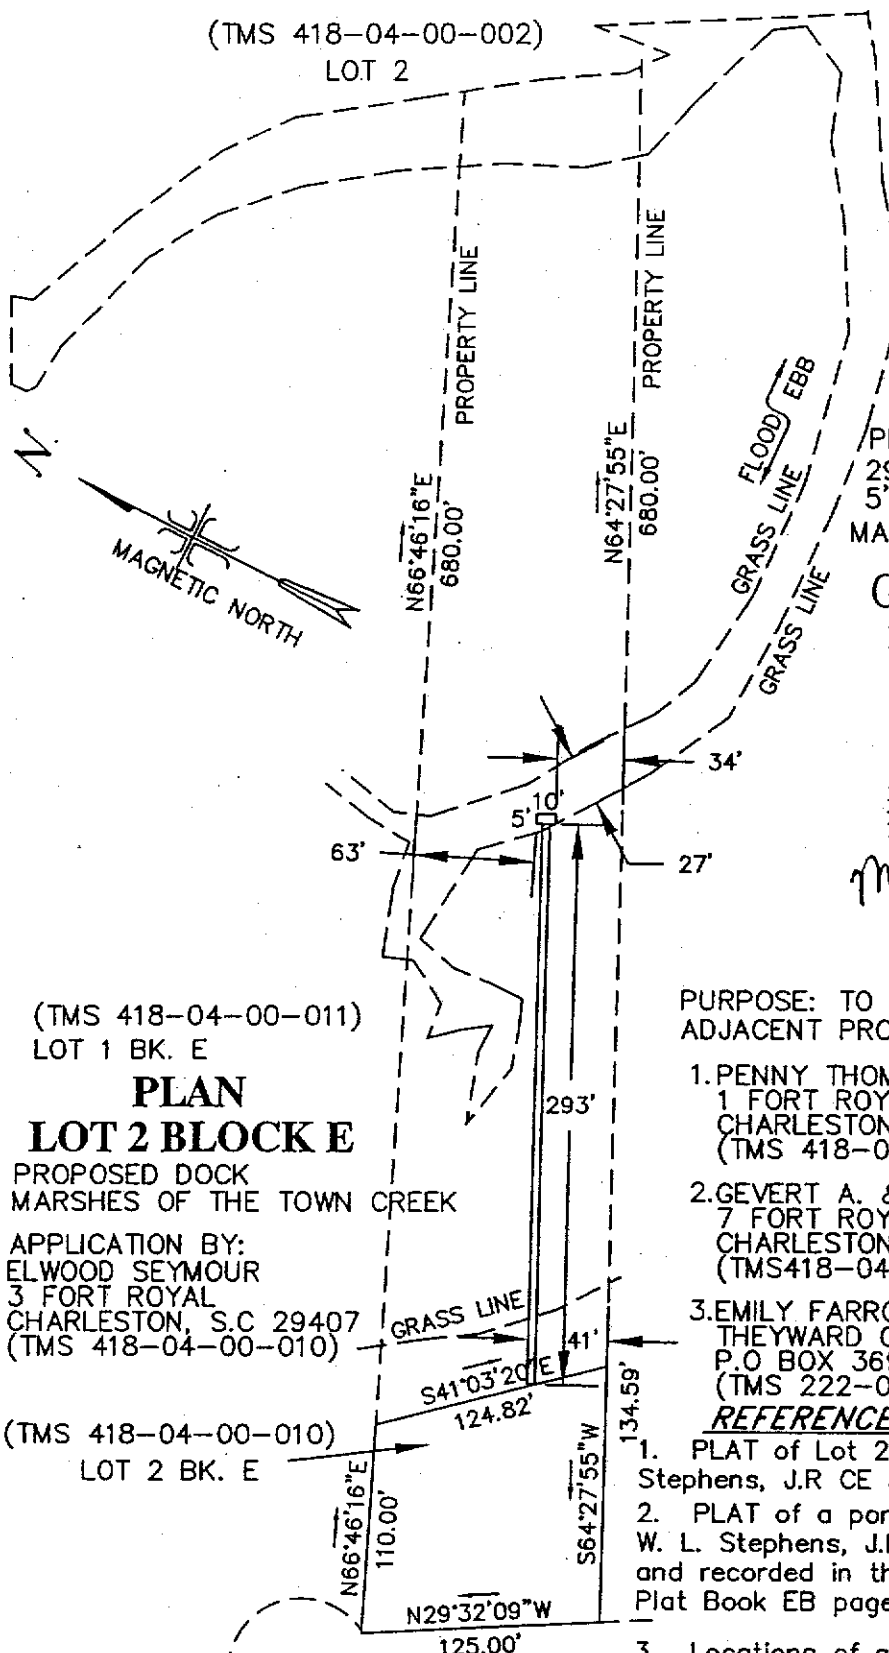 (TMS 418-04-00-002)
LOT 2
PROPERTY LINE
PROPERTY LINE
N66°46'16"E
680.00'
N64°27'55"E
680.00'
FLOOD EBB
GRASS LINE
GRASS LINE
N
MAGNETIC NORTH
5'
MA
34'
10'
5'
63'
27'
293'
(TMS 418-04-00-011)
LOT 1 BK. E
PLAN
LOT 2 BLOCK E
PROPOSED DOCK
MARSHES OF THE TOWN CREEK
APPLICATION BY:
ELWOOD SEYMOUR
3 FORT ROYAL
CHARLESTON, S.C 29407
(TMS 418-04-00-010)
GRASS LINE
41'
S41°03'20"E
124.82'
134.59'
(TMS 418-04-00-010)
LOT 2 BK. E
N66°46'16"E
110.00'
S64°27'55"W
N29°32'09"W
125.00'
PURPOSE: TO
ADJACENT PRO
1. PENNY THOM
1 FORT ROY
CHARLESTON
(TMS 418-0
2. GEVERT A. &
7 FORT ROY
CHARLESTON
(TMS418-04
3. EMILY FARRO
THEYWARD C
P.O BOX 369
(TMS 222-0
REFERENCE
1. PLAT of Lot 2
Stephens, J.R CE
2. PLAT of a por
W. L. Stephens, J.
and recorded in th
Plat Book EB page
3. Locations of